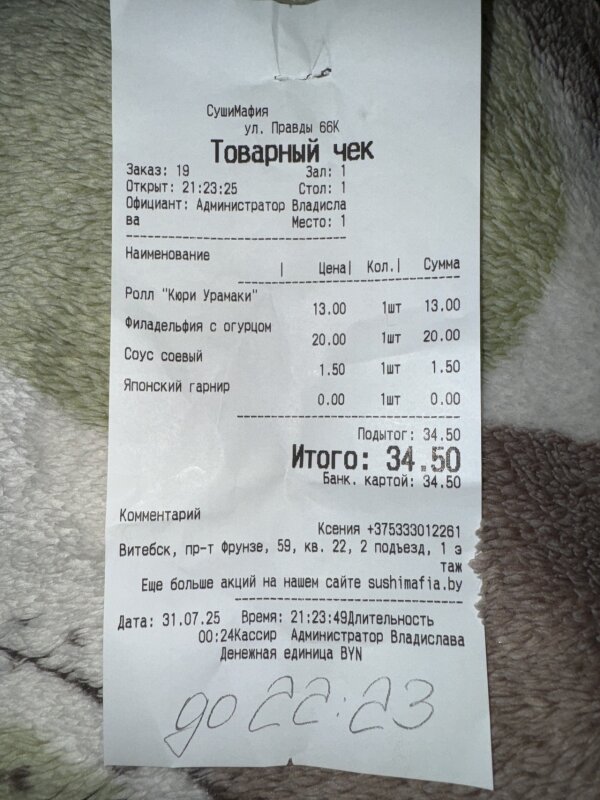 СушиМафия
ул. Правды 66К
Товарный чек
Заказ: 19 Зал: 1
Открыт: 21:23:25 Стол: 1
Официант: Администратор Владисла
ва Место: 1
Наименование
| Цена| Кол.| Сумма
Ролл "Кюри Урамаки"
13.00 1шт 13.00
Филадельфия с огурцом
20.00 1шт 20.00
Соус соевый
1.50 1шт 1.50
Японский гарнир
0.00 1шт 0.00
Подытог: 34.50
Итого: 34.50
Банк. картой: 34.50
Комментарий
Ксения +375333012261
Витебск, пр-т Фрунзе, 59, кв. 22, 2 подъезд, 1 э
таж
Еще больше акций на нашем сайте sushimafia.by
Дата: 31.07.25 Время: 21:23:49Длительность
00:24Кассир Администратор Владислава
Денежная единица BYN
до 22:23